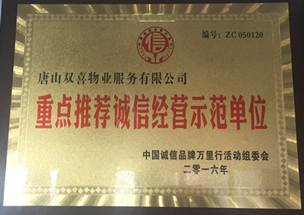 编号：ZC 050120
唐山双喜物业服务有限公司
重点推荐诚信经营示范单位
中国诚信品牌万里行活动组委会
二零一六年